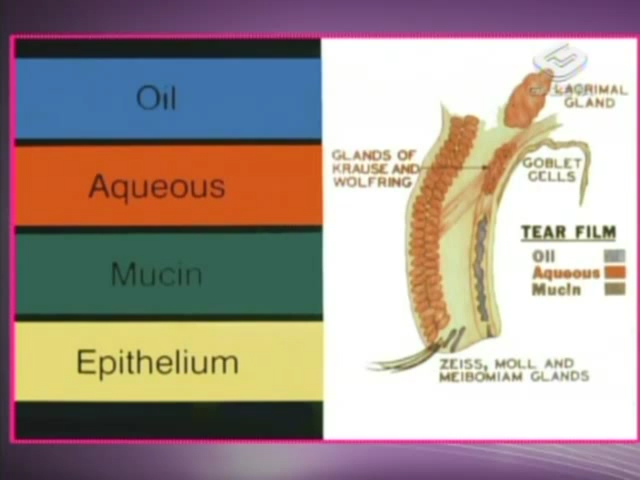 Oil
Aqueous
Mucin
Epithelium
LACRIMAL
GLAND
GLANDS OF
KRAUSE AND
WOLFRING
GOBLET
CELLS
TEAR FILM
Oil
Aqueous
Mucin
ZEISS, MOLL AND
MEIBOMIAM GLANDS